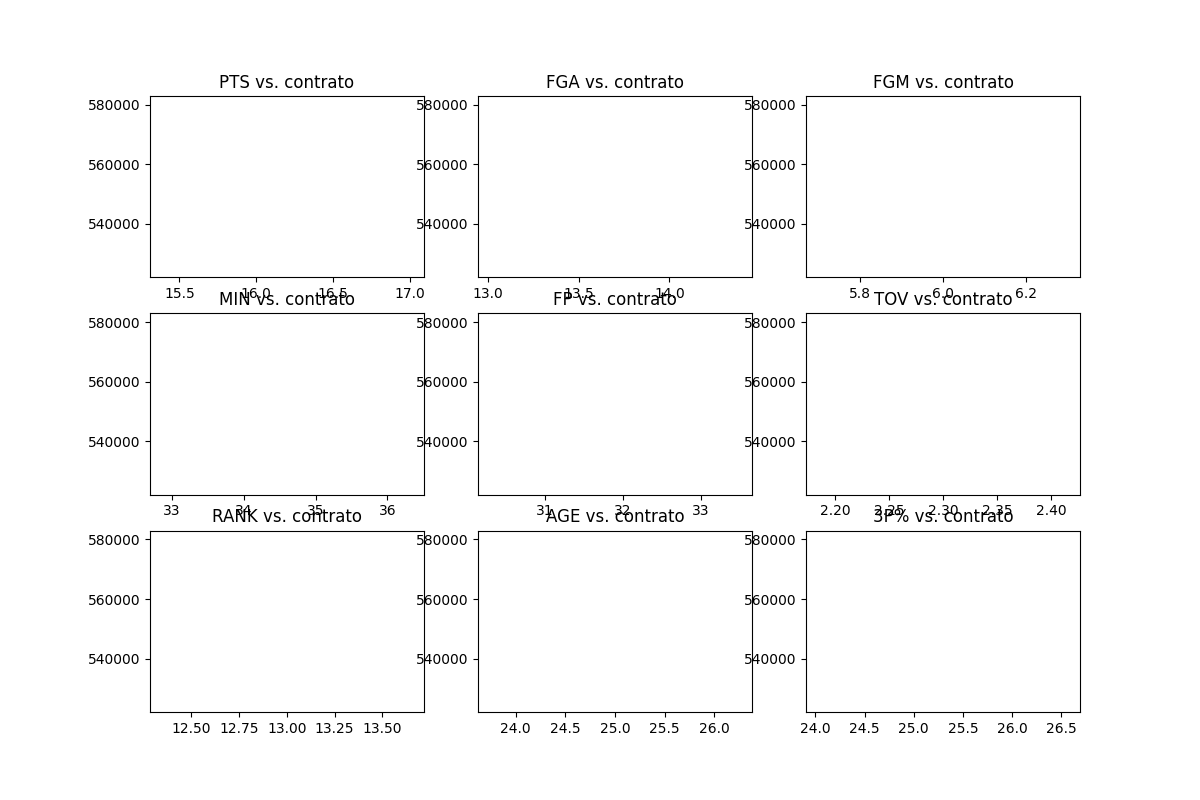 PTS vs. contrato FGA vs. contrato FGM vs. contrato
580000 580000 580000
560000 560000 560000
540000 540000 540000
15.5 16.0 16.5 17.0 13.0 13.5 14.0 5.8 6.0 6.2
MIN vs. contrato FP vs. contrato TOV vs. contrato
580000 580000 580000
560000 560000 560000
540000 540000 540000
33 34 35 36 31 32 33 2.20 2.25 2.30 2.35 2.40
RANK vs. contrato AGE vs. contrato 3P% vs. contrato
580000 580000 580000
560000 560000 560000
540000 540000 540000
12.50 12.75 13.00 13.25 13.50 24.0 24.5 25.0 25.5 26.0 24.0 24.5 25.0 25.5 26.0 26.5